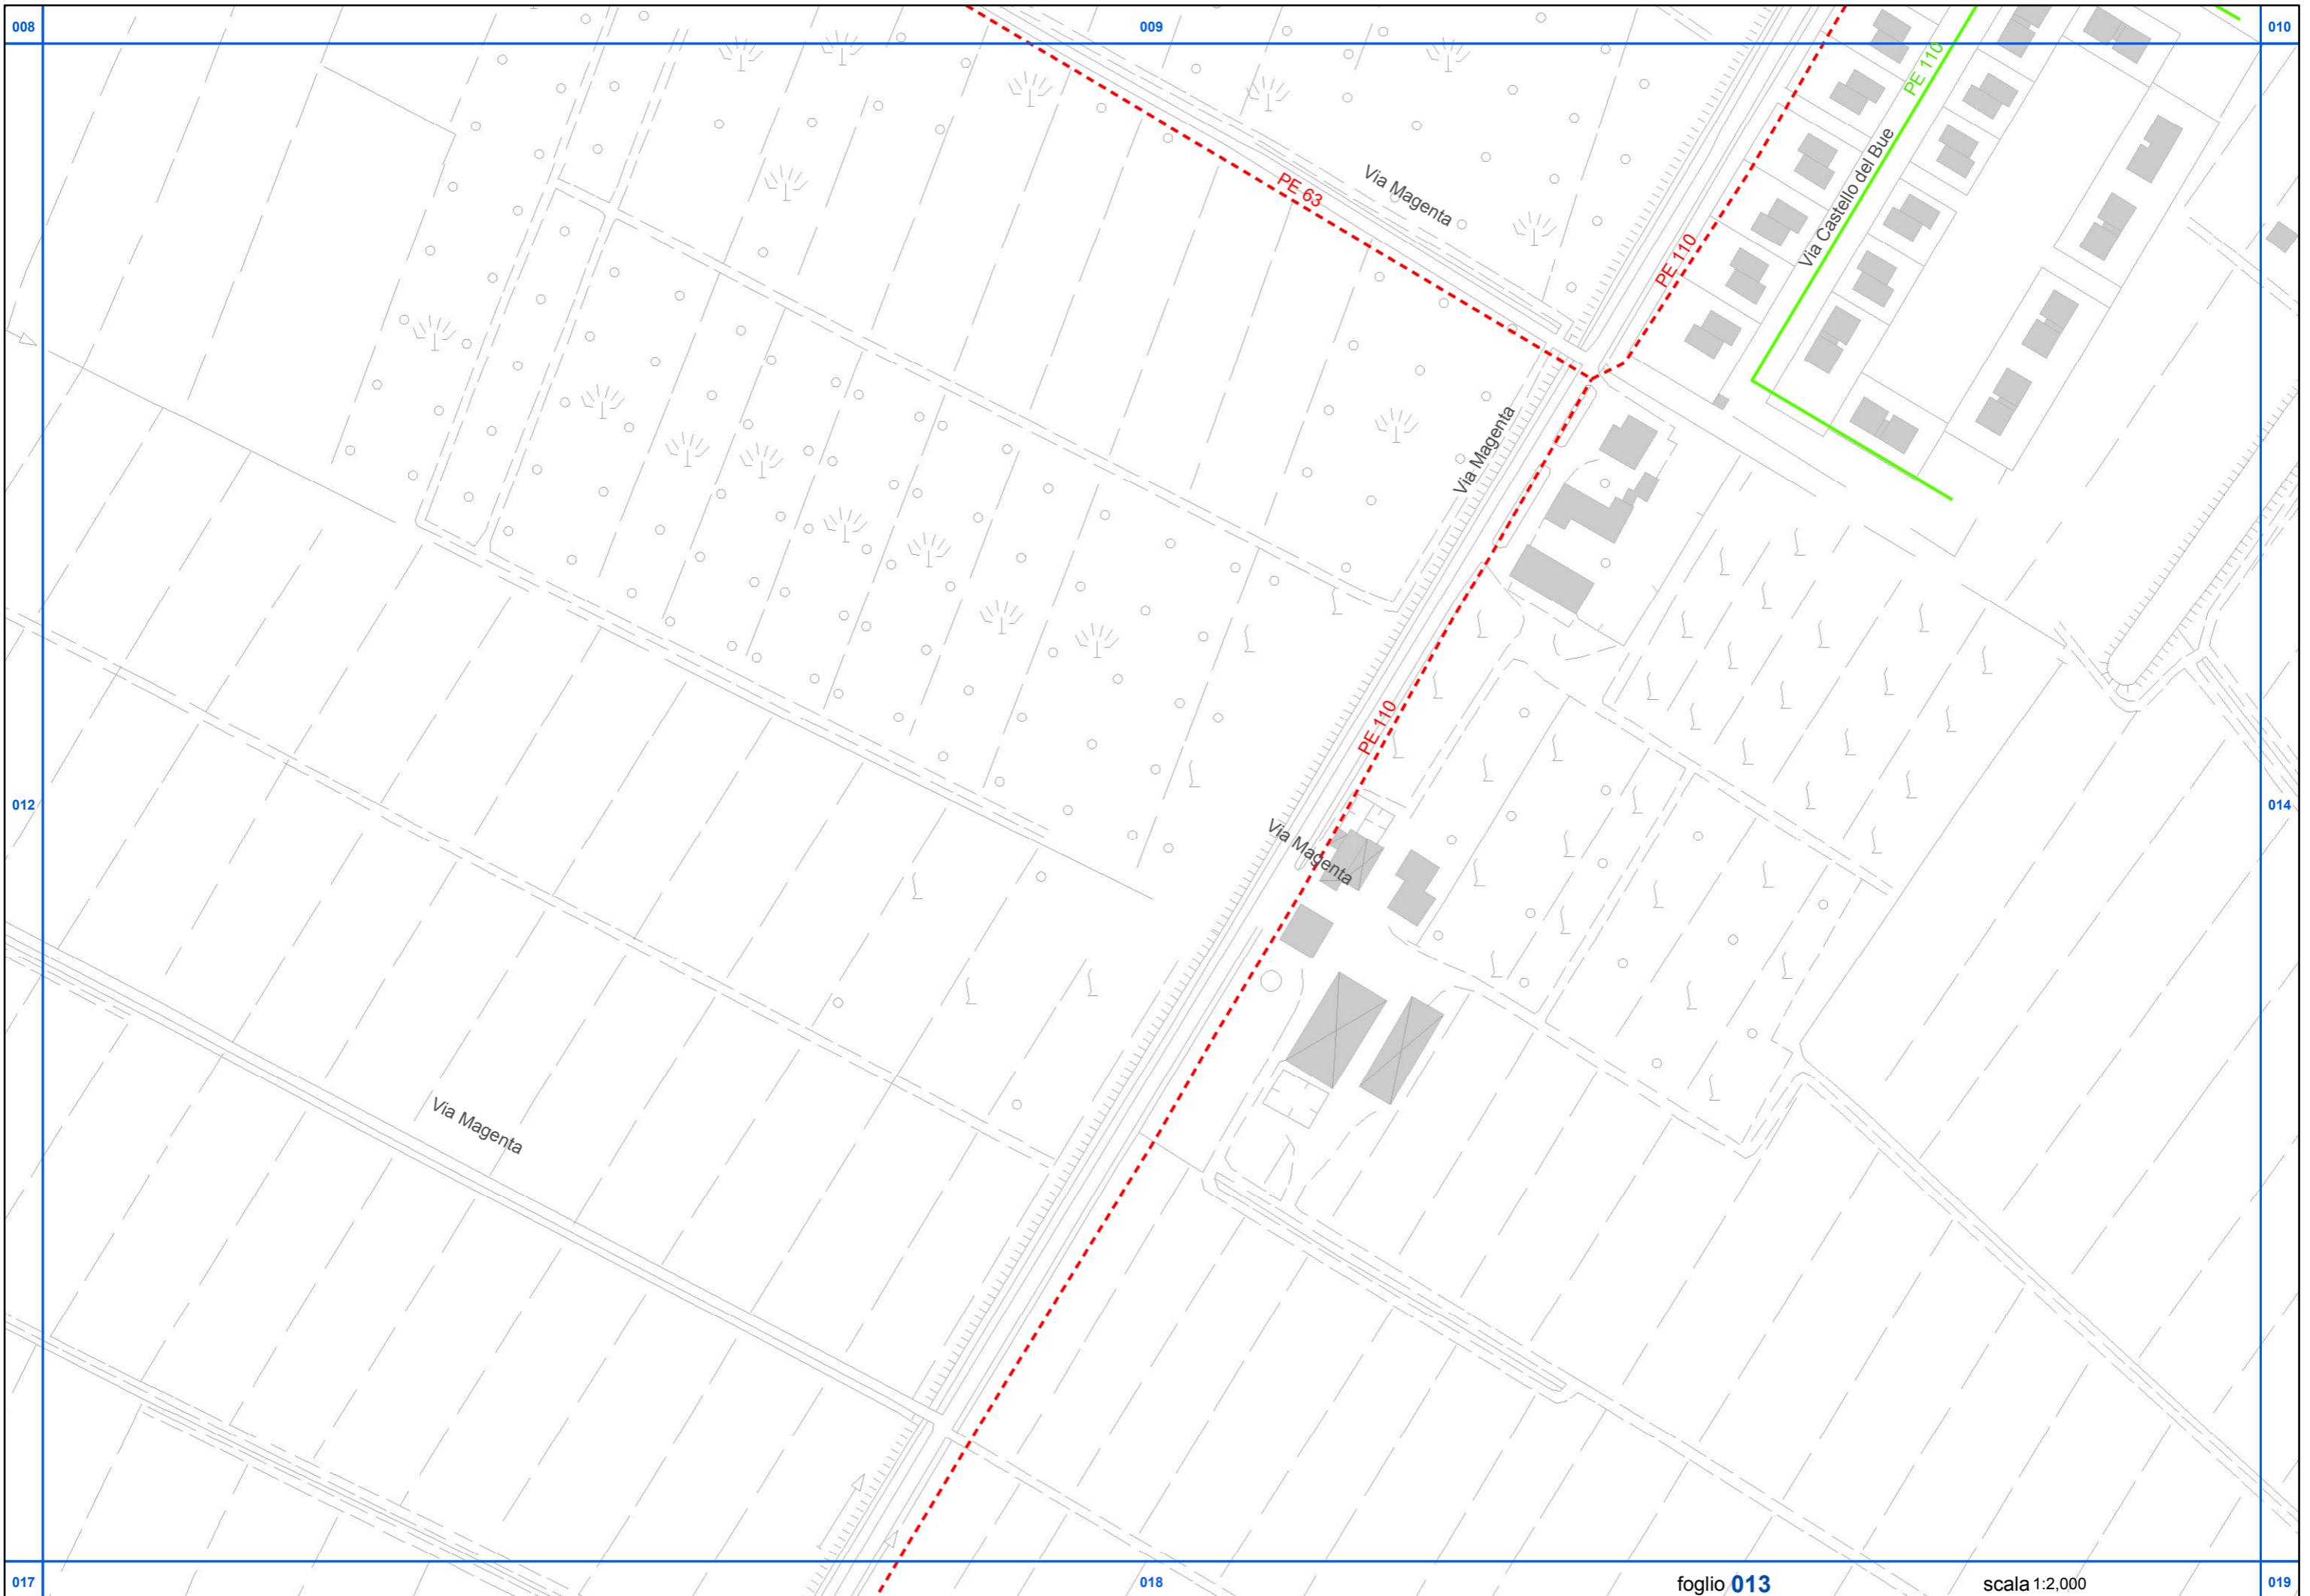 008
009
010
PE 110
Via Castello del Bue
Via Magenta
PE 63
PE 110
Via Magenta
PE 110
012
Via Magenta
014
Via Magenta
017
018
foglio 013
scala 1:2,000
019